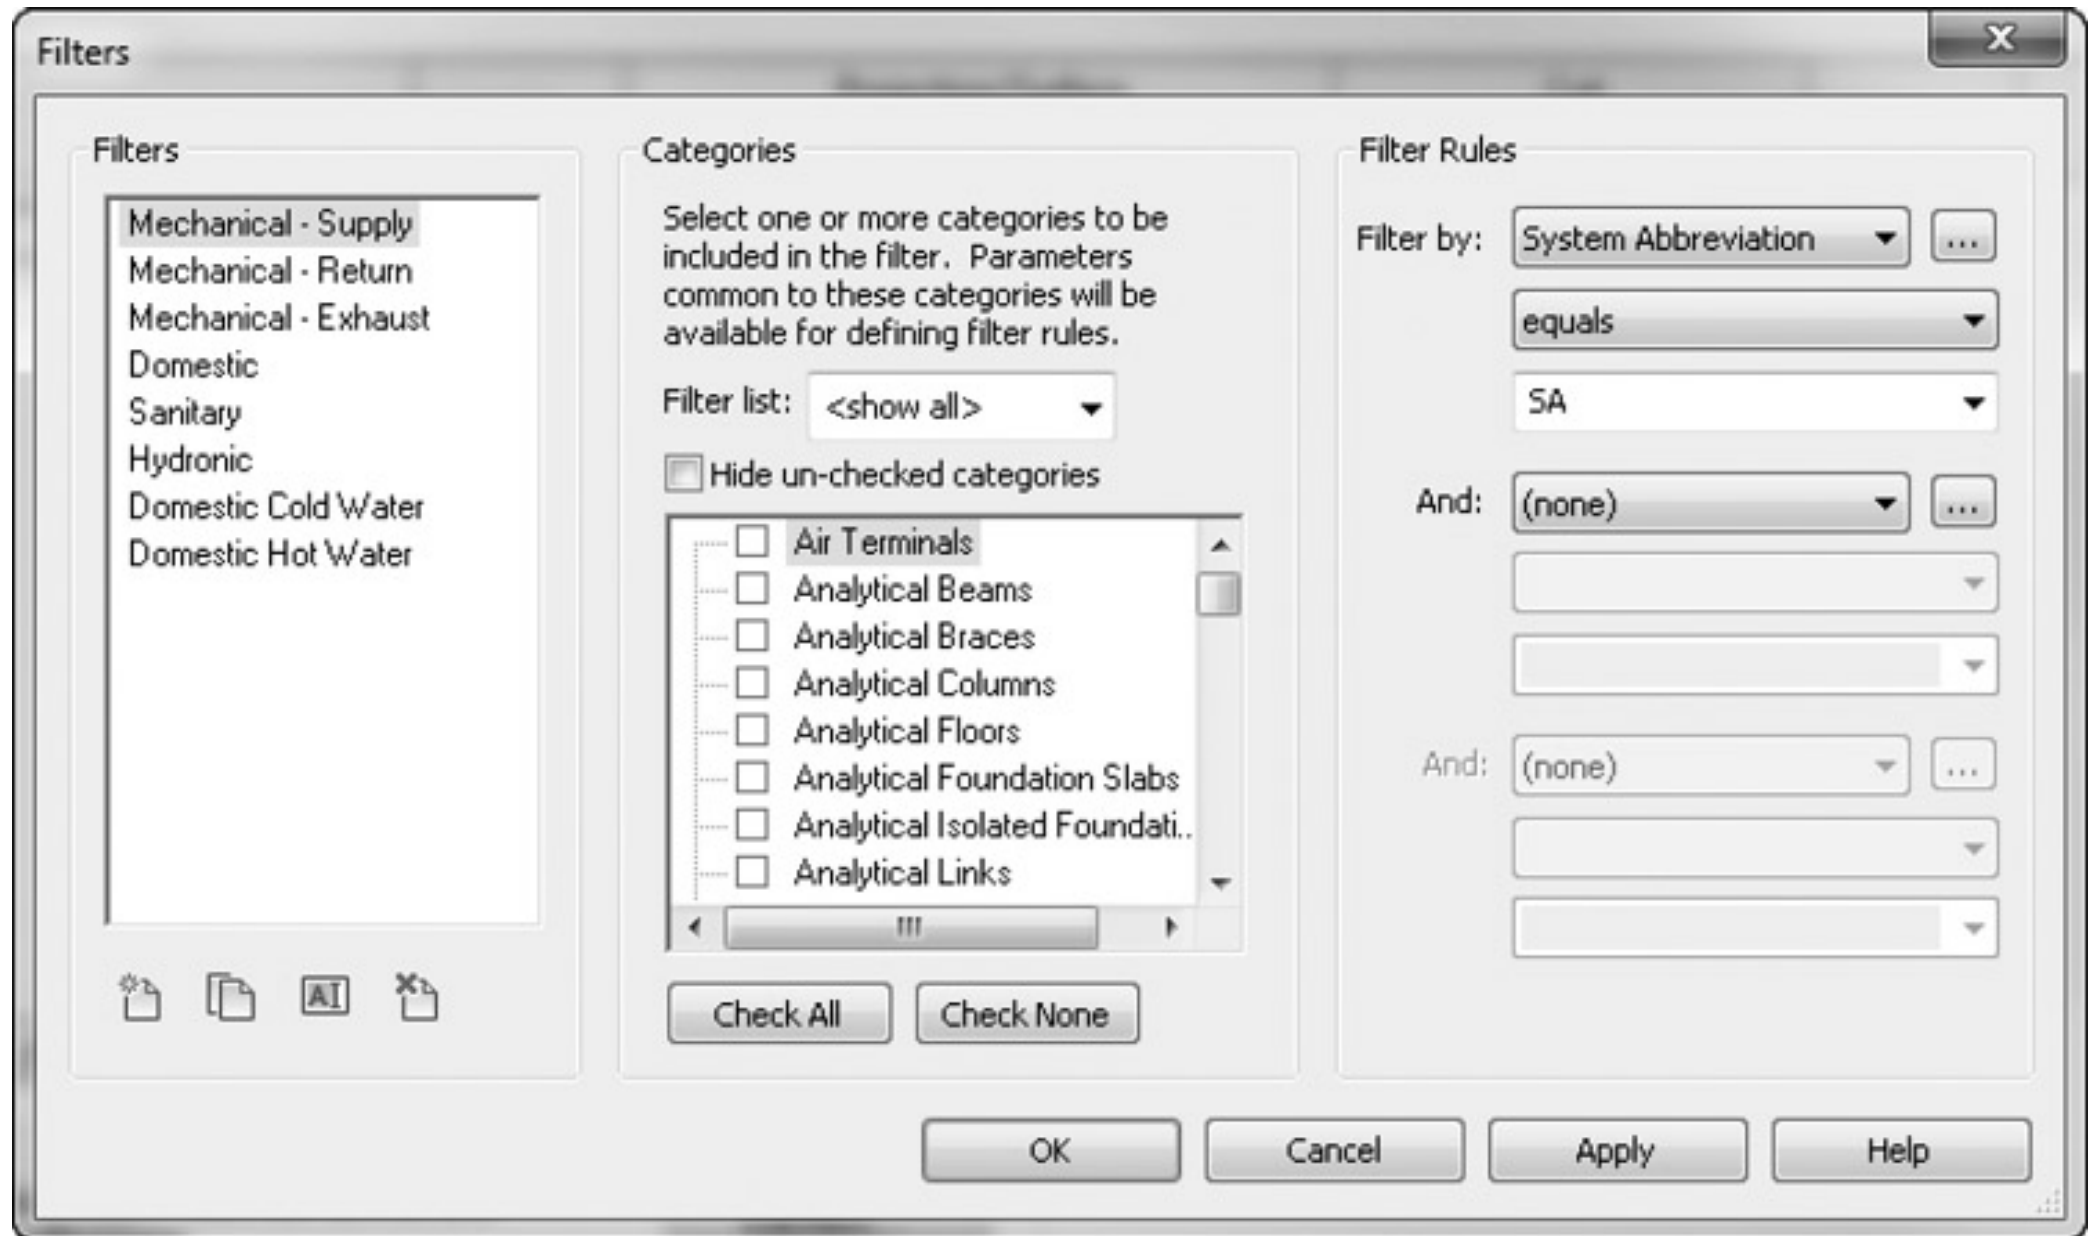 Filters
Filters
Mechanical - Supply
Mechanical - Return
Mechanical - Exhaust
Domestic
Sanitary
Hydronic
Domestic Cold Water
Domestic Hot Water
AI
Categories
Select one or more categories to be
included in the filter. Parameters
common to these categories will be
available for defining filter rules.
Filter list: <show all>
Hide un-checked categories
Air Terminals
Analytical Beams
Analytical Braces
Analytical Columns
Analytical Floors
Analytical Foundation Slabs
Analytical Isolated Foundati..
Analytical Links
Check All Check None
Filter Rules
Filter by: System Abbreviation ...
equals
SA
And: (none) ...
And: (none) ...
OK Cancel Apply Help